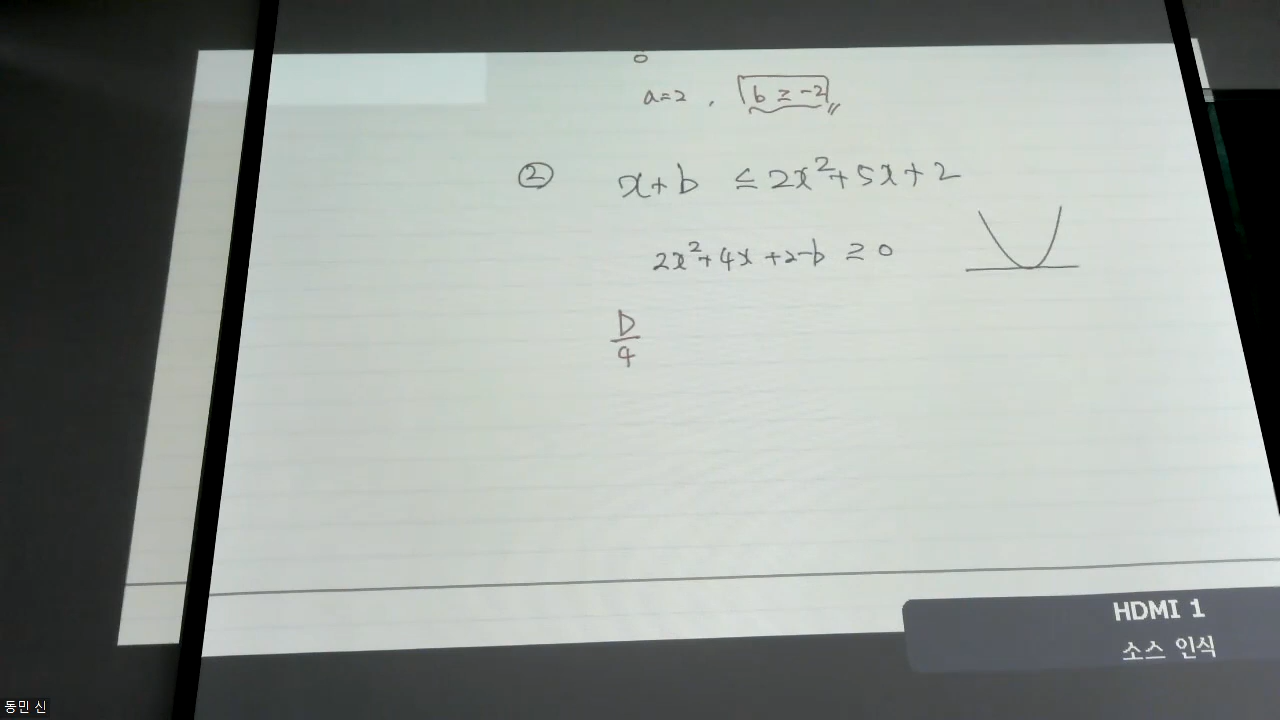 0
a=2 , b ≥ -2
② x+b ≤ 2x²+5x+2
2x²+4x+2-b ≥ 0
D/4
HDMI 1
소스 인식
동민 신